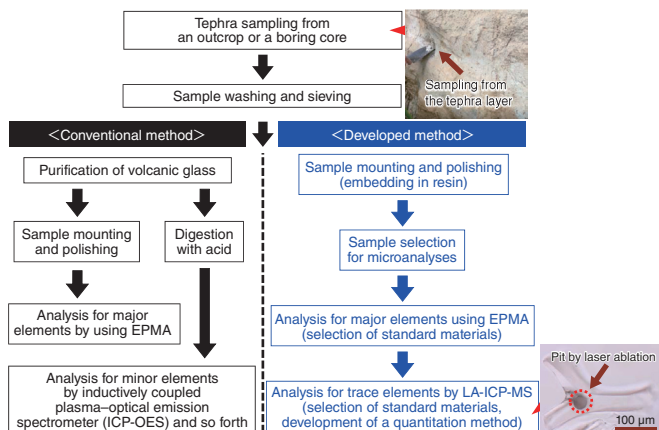 Tephra sampling from
an outcrop or a boring core
Sampling from
the tephra layer
Sample washing and sieving
<Conventional method>
<Developed method>
Purification of volcanic glass
Sample mounting
and polishing
Digestion
with acid
Analysis for major
elements by using EPMA
Analysis for minor elements
by inductively coupled
plasma–optical emission
spectrometer (ICP-OES) and so forth
Sample mounting and polishing
(embedding in resin)
Sample selection
for microanalyses
Analysis for major elements using EPMA
(selection of standard materials)
Analysis for trace elements by LA-ICP-MS
(selection of standard materials,
development of a quantitation method)
Pit by laser ablation
100 μm